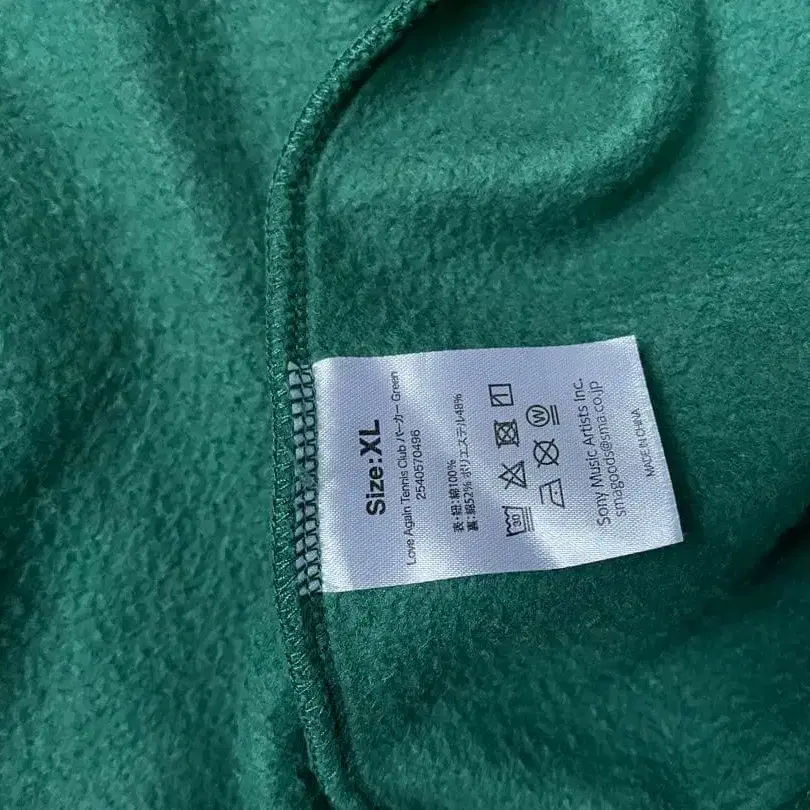 Size:XL
Love Again Tennis Club パーカー Green
2540570496
表・紐:綿100%
裏:綿52% ポリエステル48%
30
W
Sony Music Artists Inc.
smagoods@sma.co.jp
MADE IN CHINA